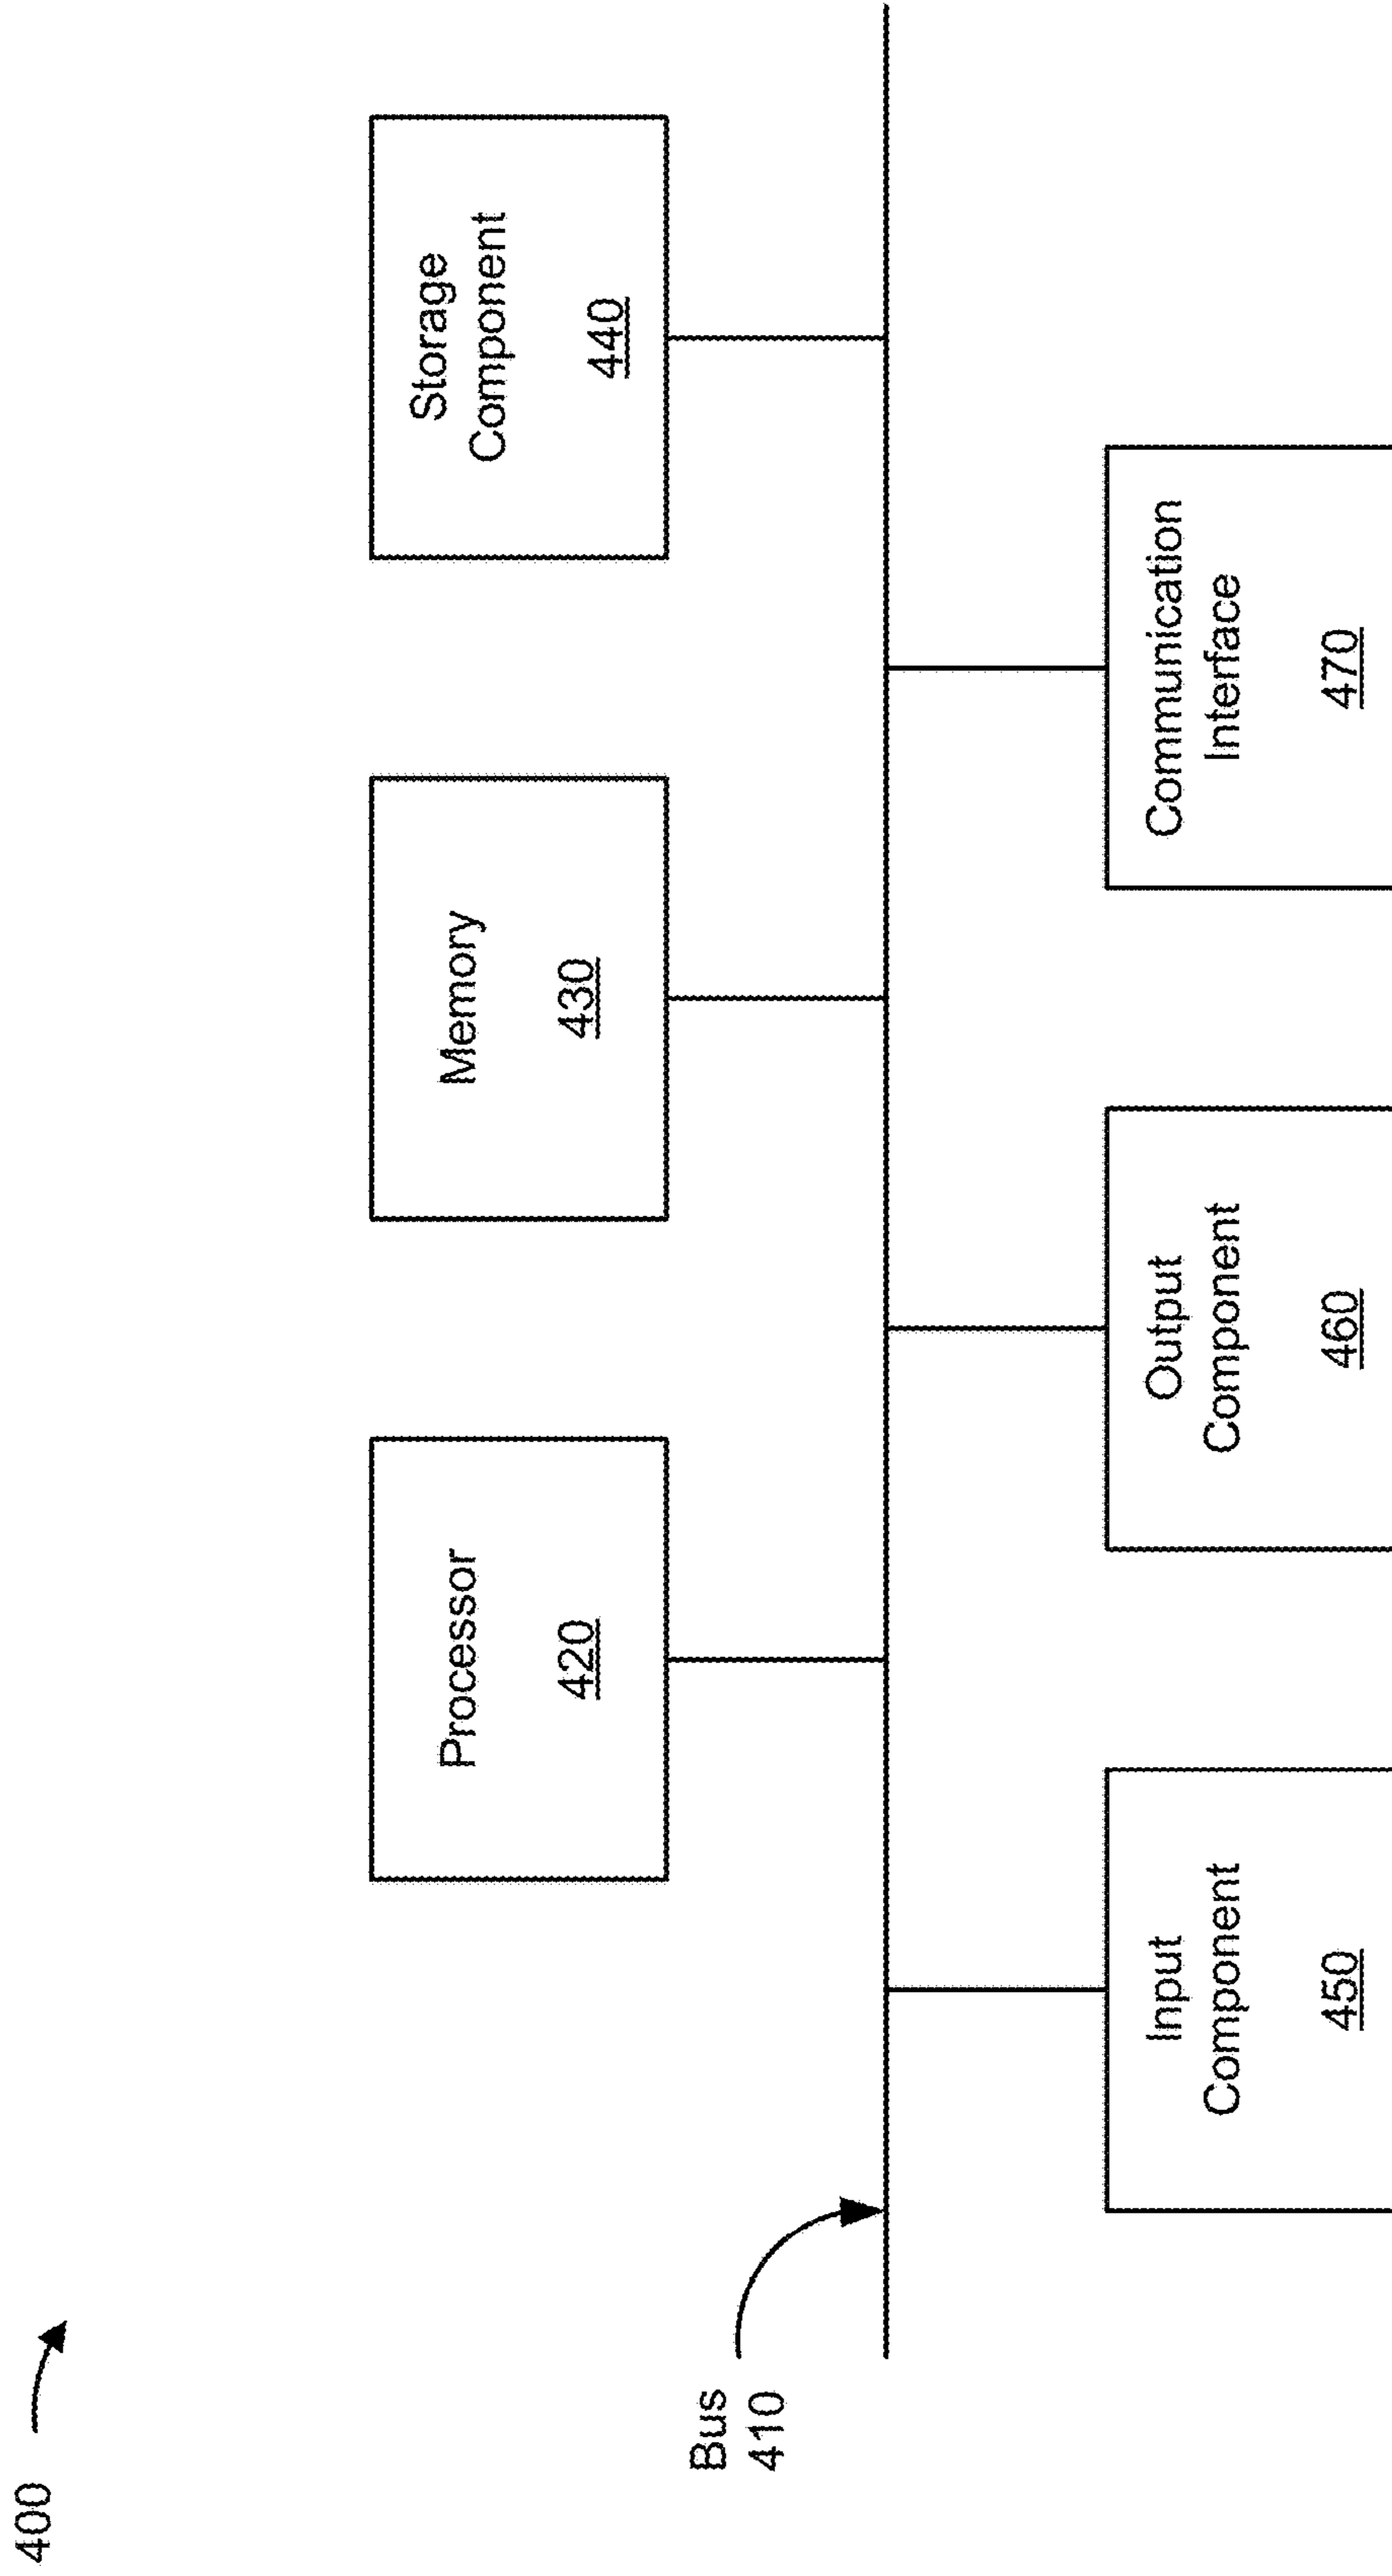 400
Processor
420
Memory
430
Storage
Component
440
Bus
410
Input
Component
450
Output
Component
460
Communication
Interface
470